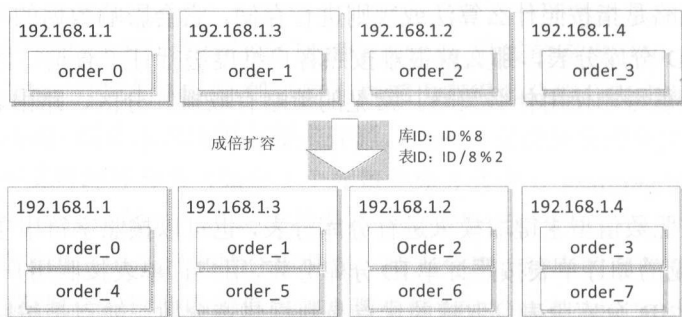 192.168.1.1
192.168.1.3
192.168.1.2
192.168.1.4
order_0
order_1
order_2
order_3
成倍扩容
库ID: ID%8
表ID: ID/8%2
192.168.1.1
192.168.1.3
192.168.1.2
192.168.1.4
order_0
order_1
Order_2
order_3
order_4
order_5
order_6
order_7